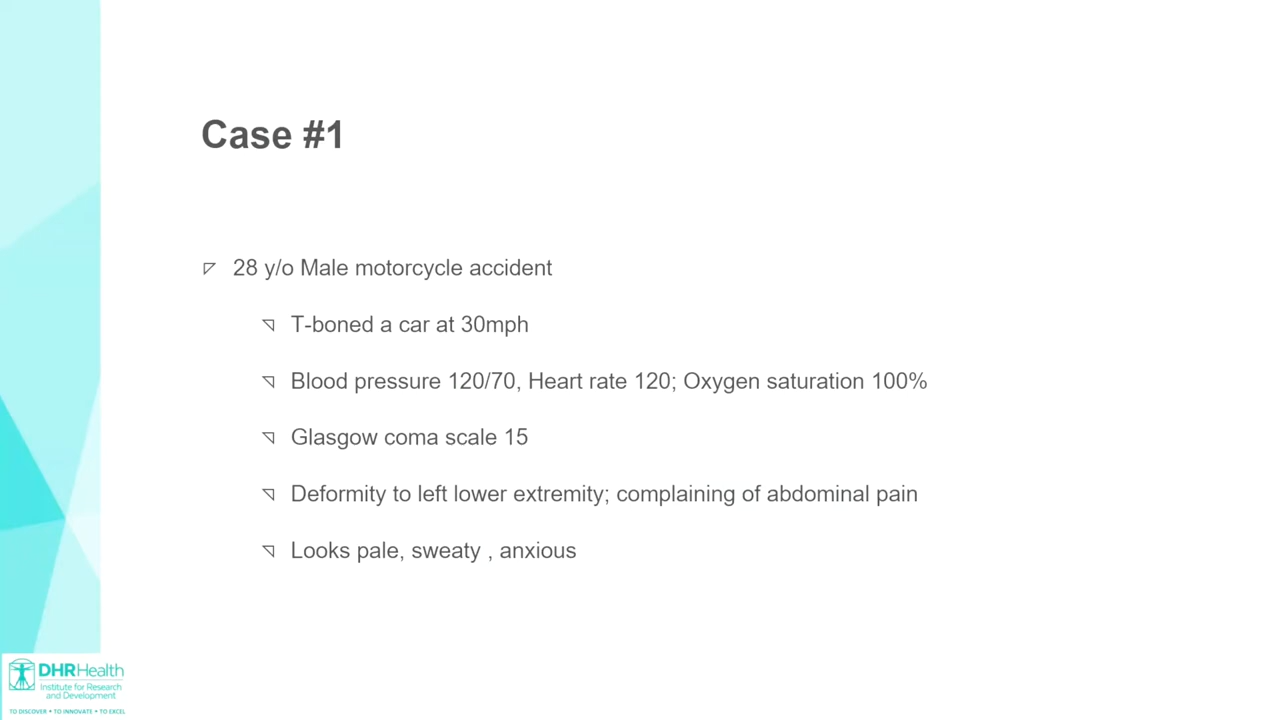 Case #1
28 y/o Male motorcycle accident
T-boned a car at 30mph
Blood pressure 120/70, Heart rate 120; Oxygen saturation 100%
Glasgow coma scale 15
Deformity to left lower extremity; complaining of abdominal pain
Looks pale, sweaty , anxious
DHRHealth
Institute for Research
and Development
TO DISCOVER • TO INNOVATE • TO EXCEL